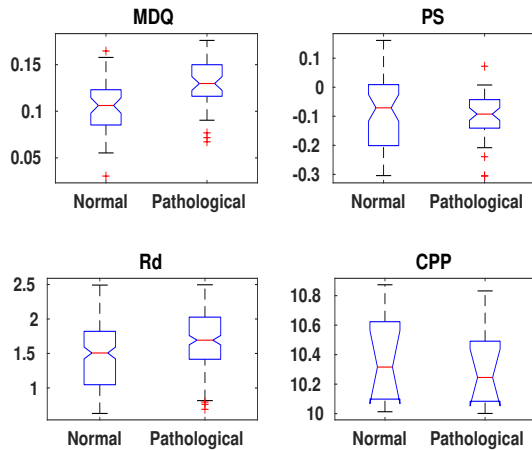 MDQ
0.15
0.1
0.05
Normal Pathological
PS
0.1
0
-0.1
-0.2
-0.3
Normal Pathological
Rd
2.5
2
1.5
1
Normal Pathological
CPP
10.8
10.6
10.4
10.2
10
Normal Pathological